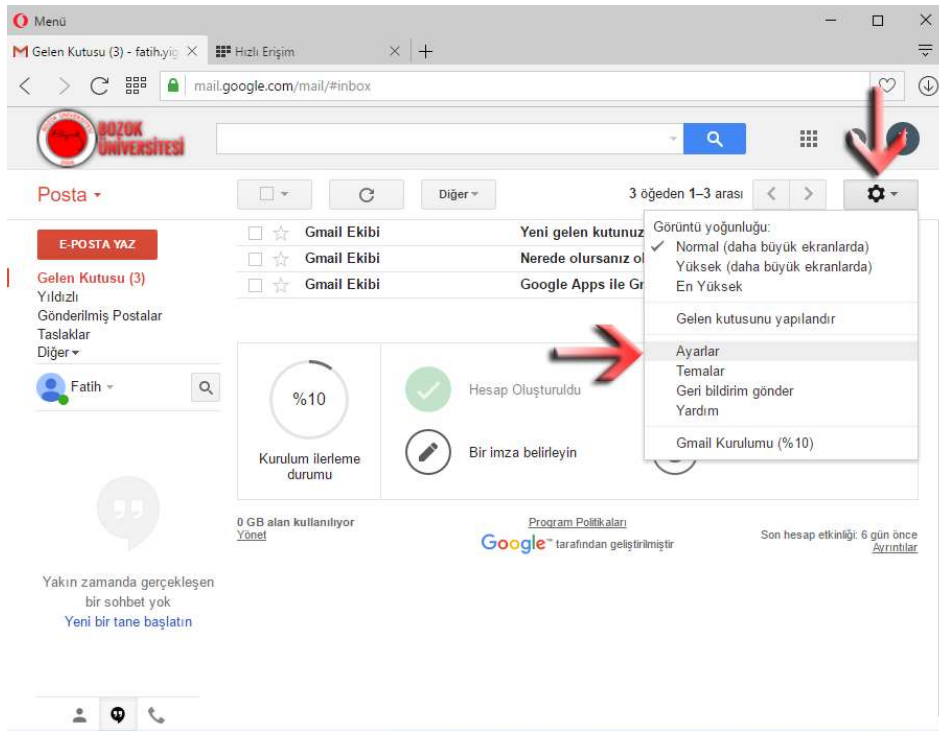 Menü
Gelen Kutusu (3) - fatih.yiğ
Hızlı Erişim
mail.google.com/mail/#inbox
BOZOK
ÜNİVERSİTESİ
Posta
Diğer
3 öğeden 1–3 arası
E-POSTA YAZ
Gelen Kutusu (3)
Yıldızlı
Gönderilmiş Postalar
Taslaklar
Diğer
Fatih
Gmail Ekibi
Yeni gelen kutunuz
Gmail Ekibi
Nerede olursanız ol
Gmail Ekibi
Google Apps ile Gr
Görüntü yoğunluğu:
Normal (daha büyük ekranlarda)
Yüksek (daha büyük ekranlarda)
En Yüksek
Gelen kutusunu yapılandır
Ayarlar
Temalar
Geri bildirim gönder
Yardım
Gmail Kurulumu (%10)
%10
Kurulum ilerleme
durumu
Hesap Oluşturuldu
Bir imza belirleyin
0 GB alan kullanılıyor
Yönet
Program Politikaları
Google™ tarafından geliştirilmiştir
Son hesap etkinliği: 6 gün önce
Ayrıntılar
Yakın zamanda gerçekleşen
bir sohbet yok
Yeni bir tane başlatın